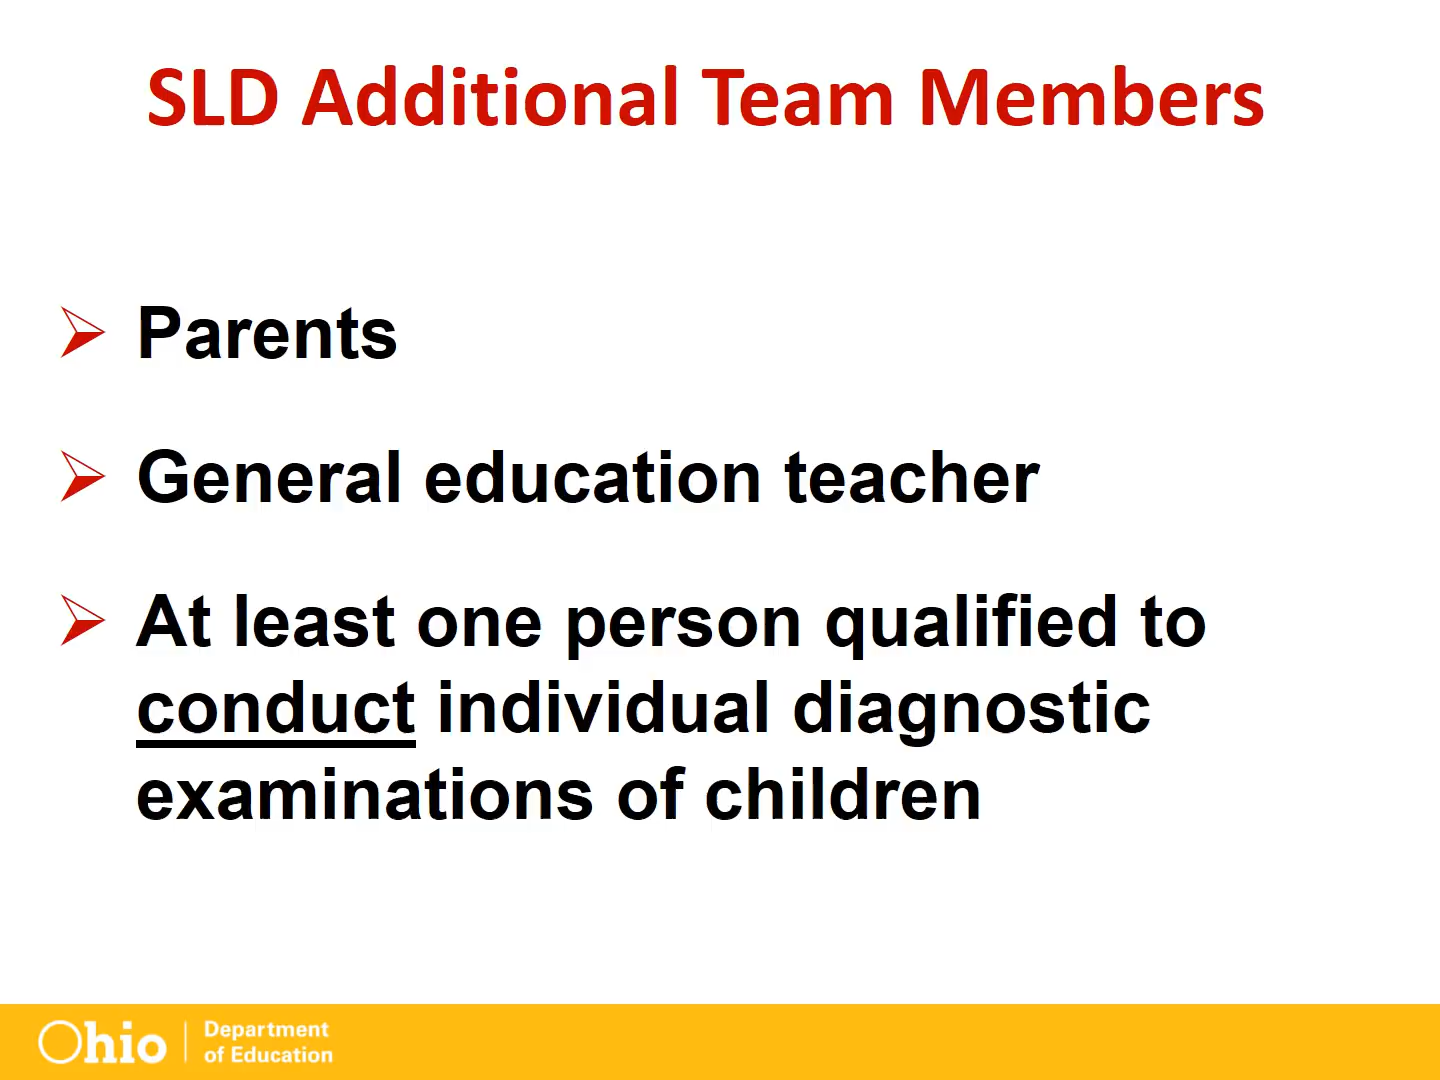 SLD Additional Team Members
Parents
General education teacher
At least one person qualified to
conduct individual diagnostic
examinations of children
Ohio
Department
of Education